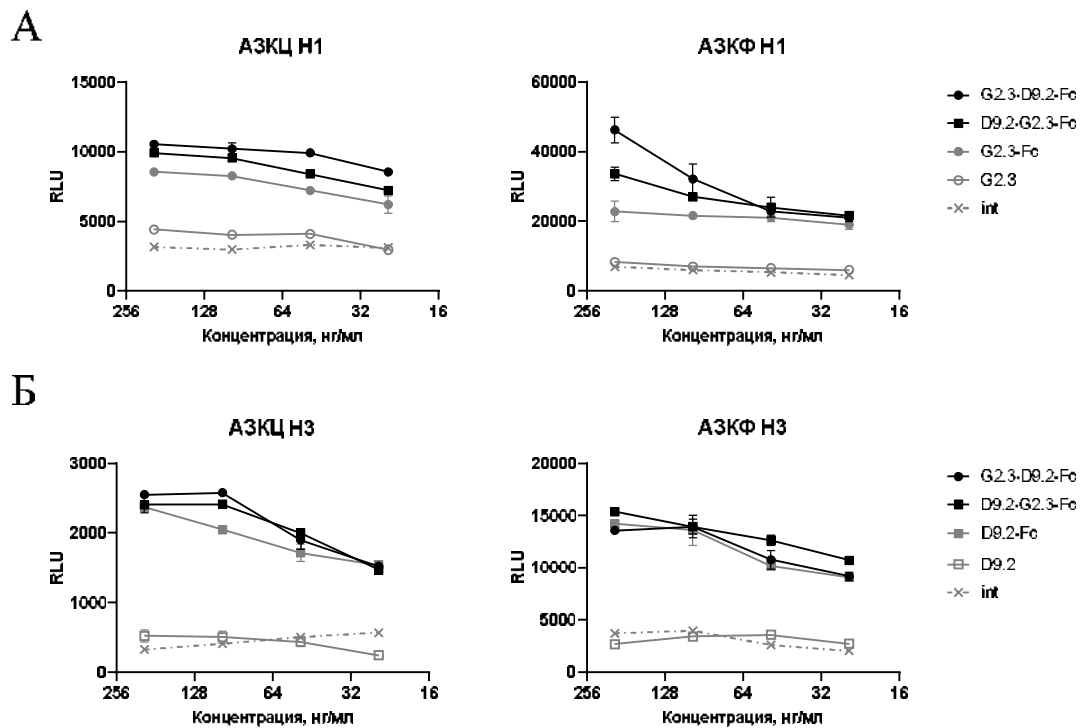 А
АЗКЦ H1
15000
10000
5000
0
RLU
256 128 64 32 16
Концентрация, нг/мл
АЗКФ H1
60000
40000
20000
0
RLU
256 128 64 32 16
Концентрация, нг/мл
G2.3-D9.2-Fc
D9.2-G2.3-Fc
G2.3-Fc
G2.3
int
Б
АЗКЦ H3
3000
2000
1000
0
RLU
256 128 64 32 16
Концентрация, нг/мл
АЗКФ H3
20000
15000
10000
5000
0
RLU
256 128 64 32 16
Концентрация, нг/мл
G2.3-D9.2-Fc
D9.2-G2.3-Fc
D9.2-Fc
D9.2
int